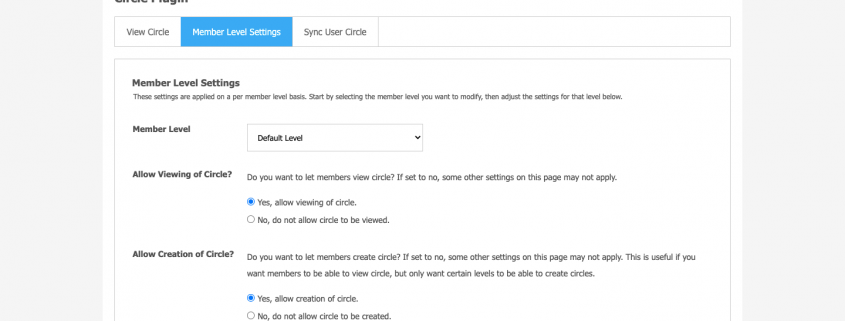 Circle Plugin
View Circle
Member Level Settings
Sync User Circle
Member Level Settings
These settings are applied on a per member level basis. Start by selecting the member level you want to modify, then adjust the settings for that level below.
Member Level
Default Level
Allow Viewing of Circle?
Do you want to let members view circle? If set to no, some other settings on this page may not apply.
Yes, allow viewing of circle.
No, do not allow circle to be viewed.
Allow Creation of Circle?
Do you want to let members create circle? If set to no, some other settings on this page may not apply. This is useful if you
want members to be able to view circle, but only want certain levels to be able to create circles.
Yes, allow creation of circle.
No, do not allow circle to be created.